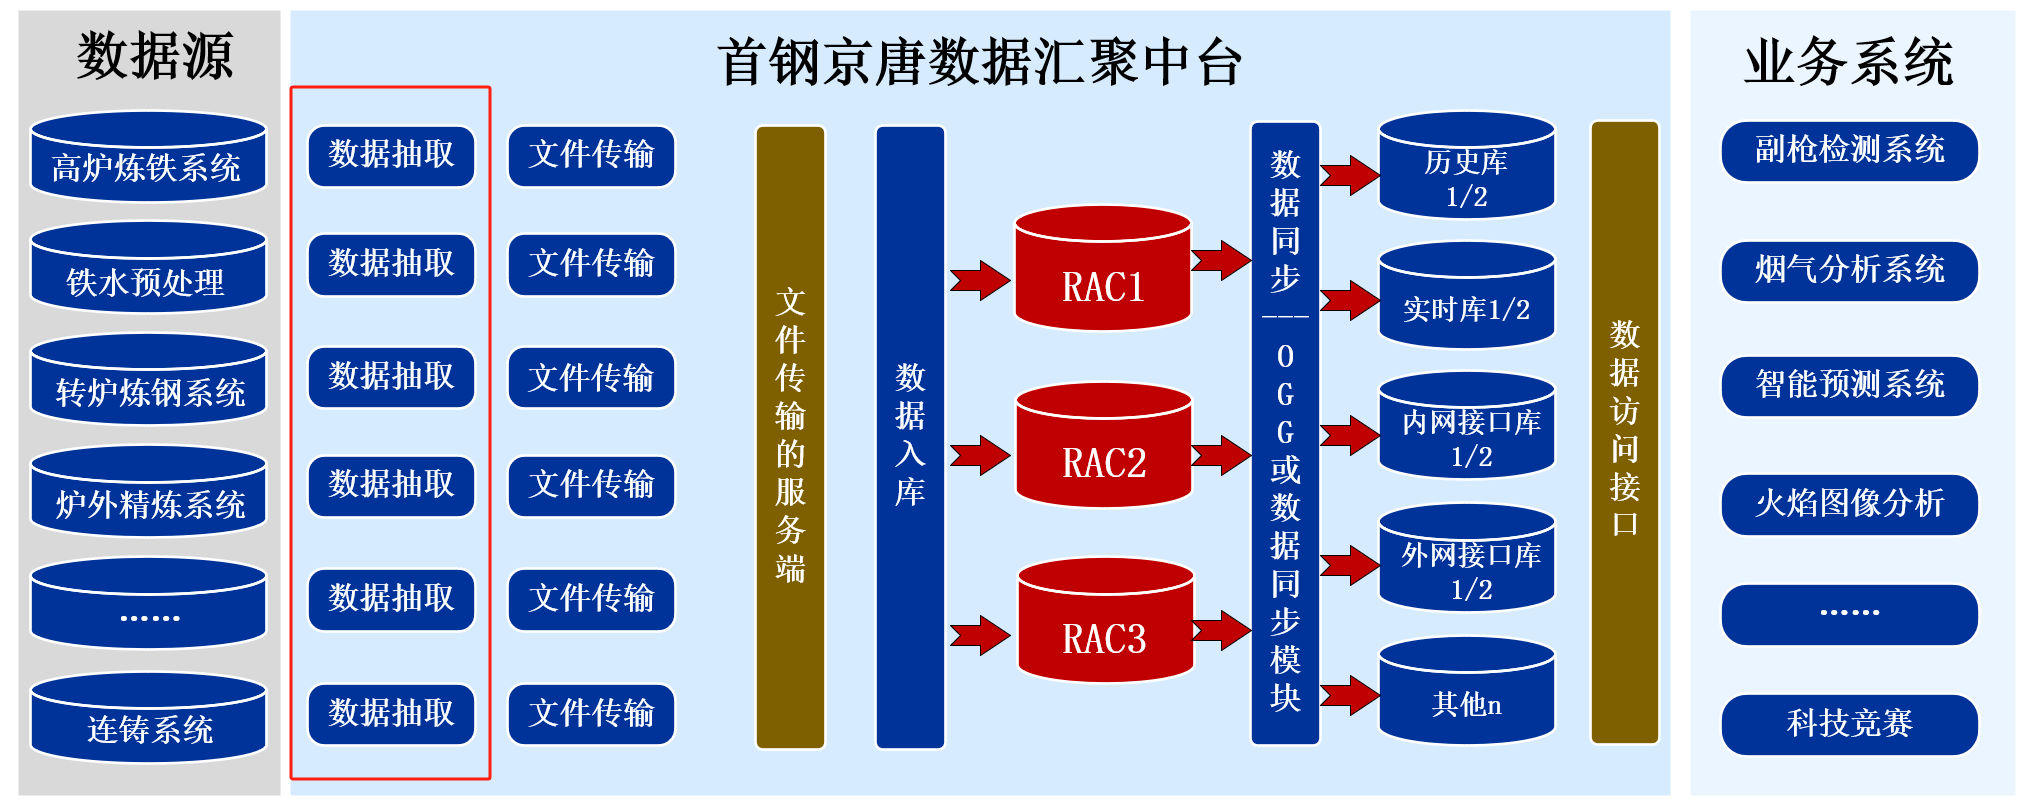 数据源
高炉炼铁系统
铁水预处理
转炉炼钢系统
炉外精炼系统
……
连铸系统
首钢京唐数据汇聚中台
数据抽取
文件传输
数据抽取
文件传输
数据抽取
文件传输
数据抽取
文件传输
数据抽取
文件传输
数据抽取
文件传输
文件传输的服务端
数据入库
RAC1
RAC2
RAC3
数据同步---OGG或数据同步模块
历史库
1/2
实时库1/2
内网接口库
1/2
外网接口库
1/2
其他n
数据访问接口
业务系统
副枪检测系统
烟气分析系统
智能预测系统
火焰图像分析
……
科技竞赛